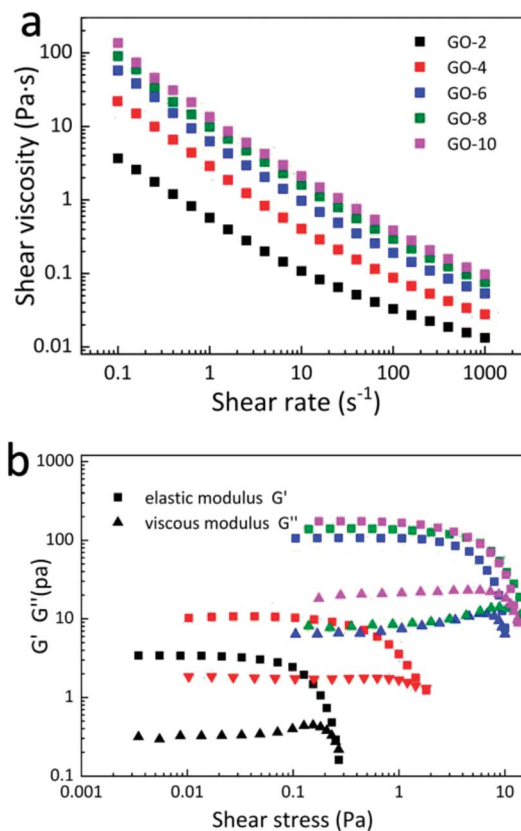 a
100
10
1
0.1
0.01
Shear viscosity (Pa·s)
GO-2
GO-4
GO-6
GO-8
GO-10
0.1 1 10 100 1000
Shear rate (s⁻¹)
b
1000
100
10
1
0.1
G' G''(pa)
elastic modulus G'
viscous modulus G''
0.001 0.01 0.1 1 10
Shear stress (Pa)